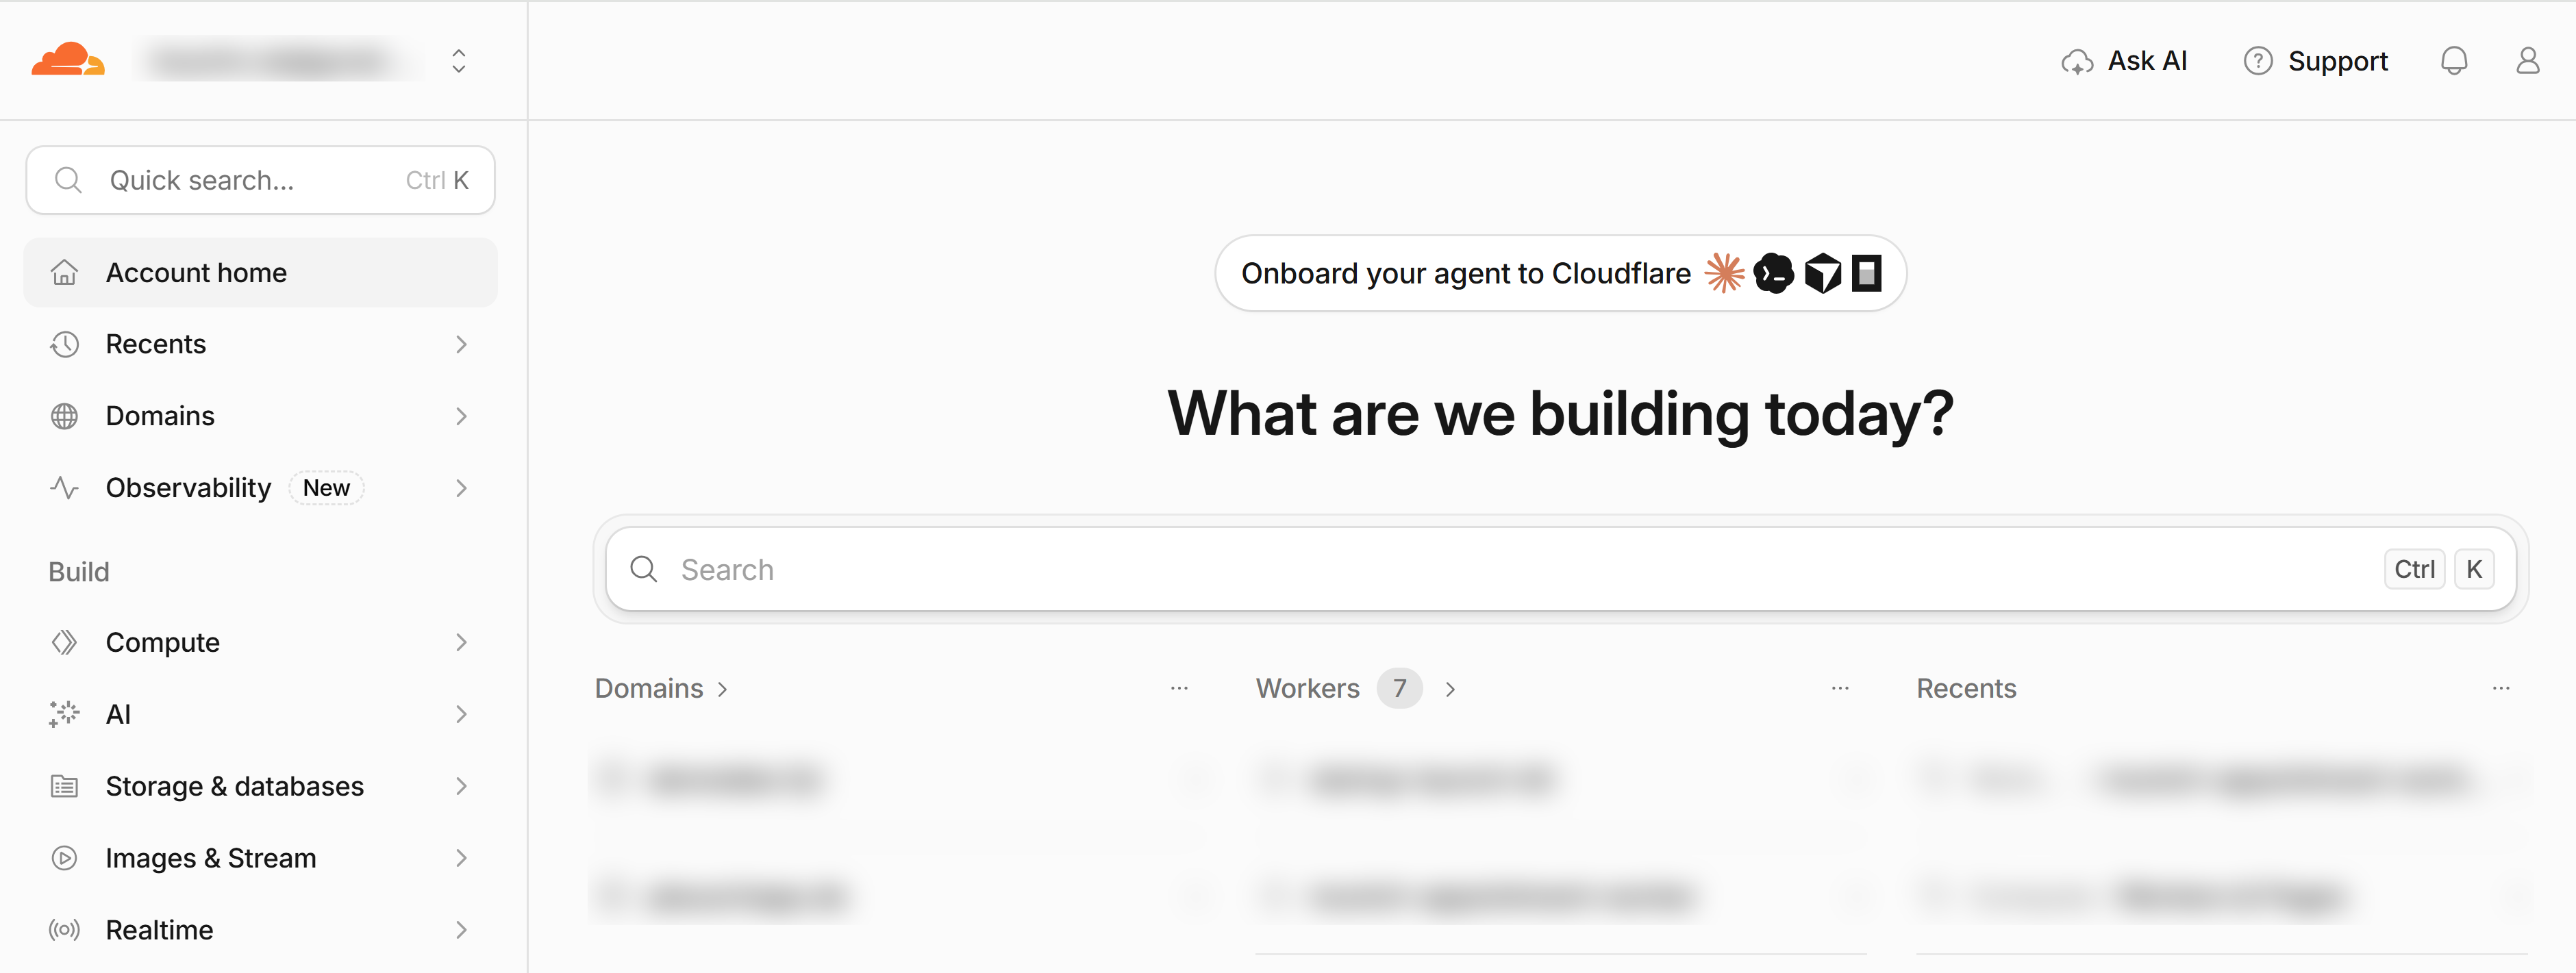 Ask AI
Support
Quick search...
Ctrl K
Account home
Recents
Domains
Observability New
Build
Compute
AI
Storage & databases
Images & Stream
Realtime
Onboard your agent to Cloudflare
What are we building today?
Search
Ctrl K
Domains
Workers 7
Recents